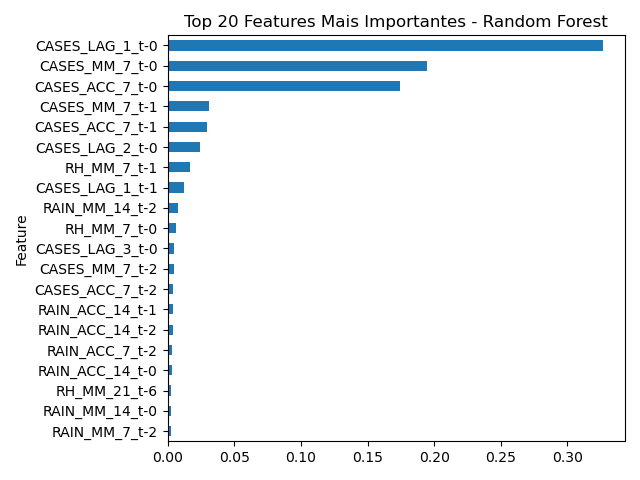 Top 20 Features Mais Importantes - Random Forest
Feature
CASES_LAG_1_t-0
CASES_MM_7_t-0
CASES_ACC_7_t-0
CASES_MM_7_t-1
CASES_ACC_7_t-1
CASES_LAG_2_t-0
RH_MM_7_t-1
CASES_LAG_1_t-1
RAIN_MM_14_t-2
RH_MM_7_t-0
CASES_LAG_3_t-0
CASES_MM_7_t-2
CASES_ACC_7_t-2
RAIN_ACC_14_t-1
RAIN_ACC_14_t-2
RAIN_ACC_7_t-2
RAIN_ACC_14_t-0
RH_MM_21_t-6
RAIN_MM_14_t-0
RAIN_MM_7_t-2
0.00 0.05 0.10 0.15 0.20 0.25 0.30